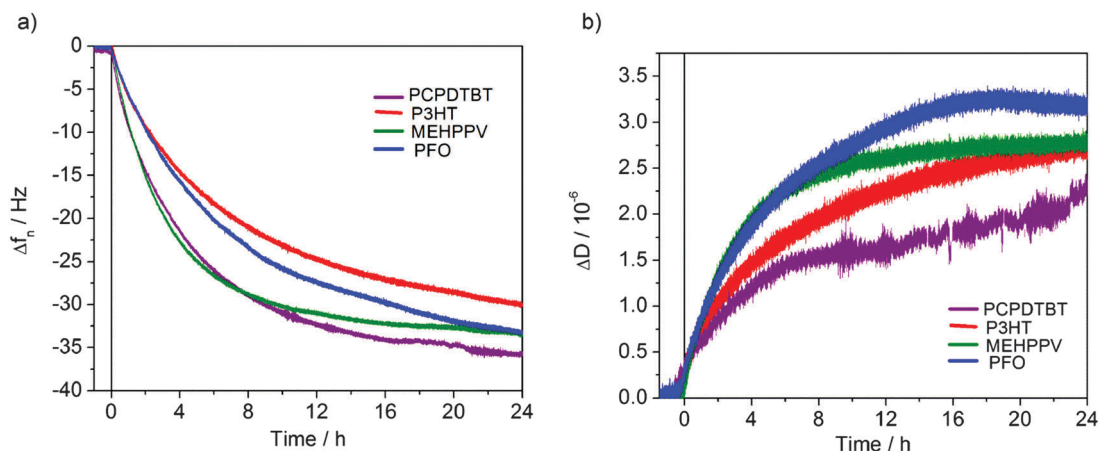 a)
0
-5
-10
-15
-20
-25
-30
-35
-40
Δfₙ / Hz
PCPDTBT
P3HT
MEHPPV
PFO
0 4 8 12 16 20 24
Time / h
b)
3.5
3.0
2.5
2.0
1.5
1.0
0.5
0.0
ΔD / 10⁻⁶
PCPDTBT
P3HT
MEHPPV
PFO
0 4 8 12 16 20 24
Time / h